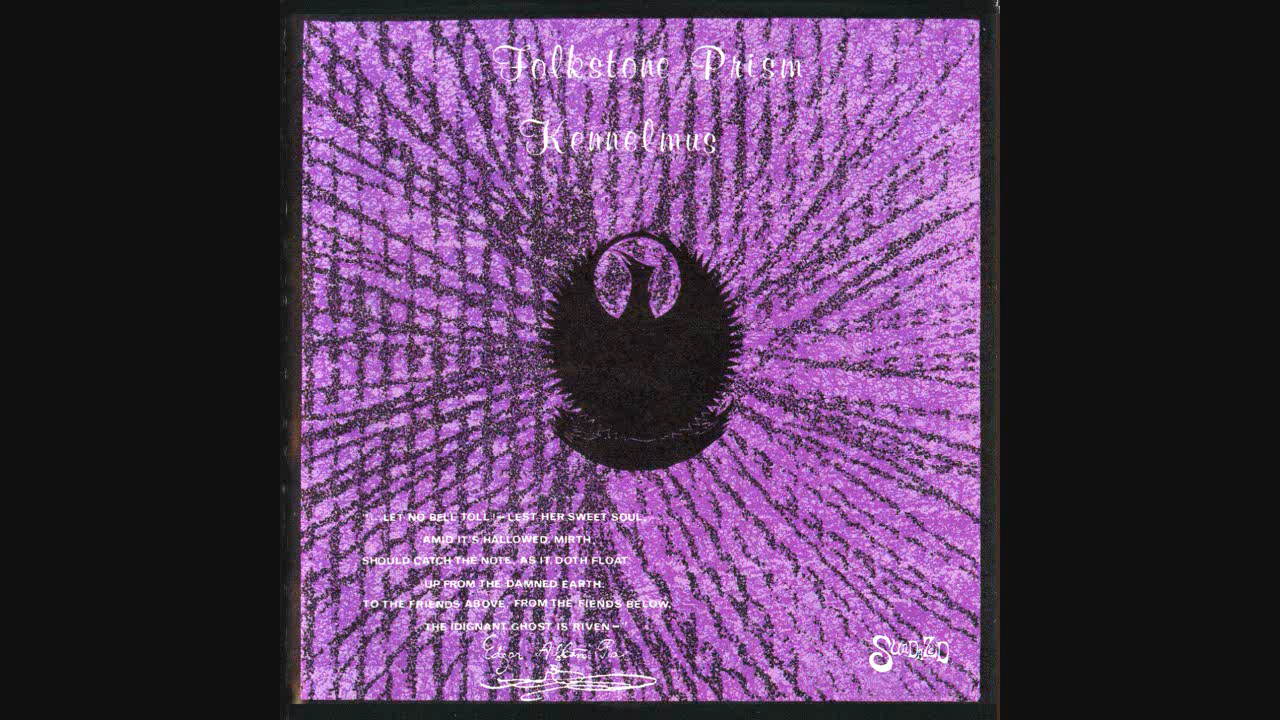 Folkstone Prism
Kennelmus
"...LET NO BELL TOLL!—LEST HER SWEET SOUL,
AMID IT'S HALLOWED MIRTH,
SHOULD CATCH THE NOTE, AS IT DOTH FLOAT
UP FROM THE DAMNED EARTH.
TO THE FRIENDS ABOVE, FROM THE FIENDS BELOW,
THE IDIGNANT GHOST IS RIVEN—"
Edgar Allan Poe
SUNDAZED